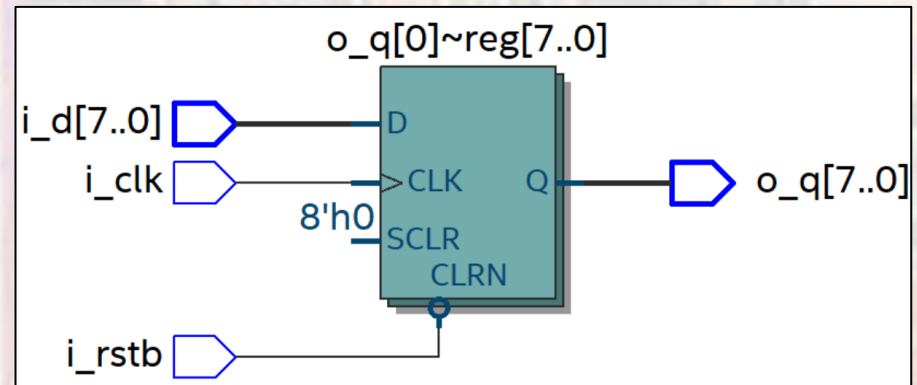 o_q[0]~reg[7..0]
i_d[7..0]
D
i_clk
CLK
Q
o_q[7..0]
8'h0
SCLR
CLRN
i_rstb